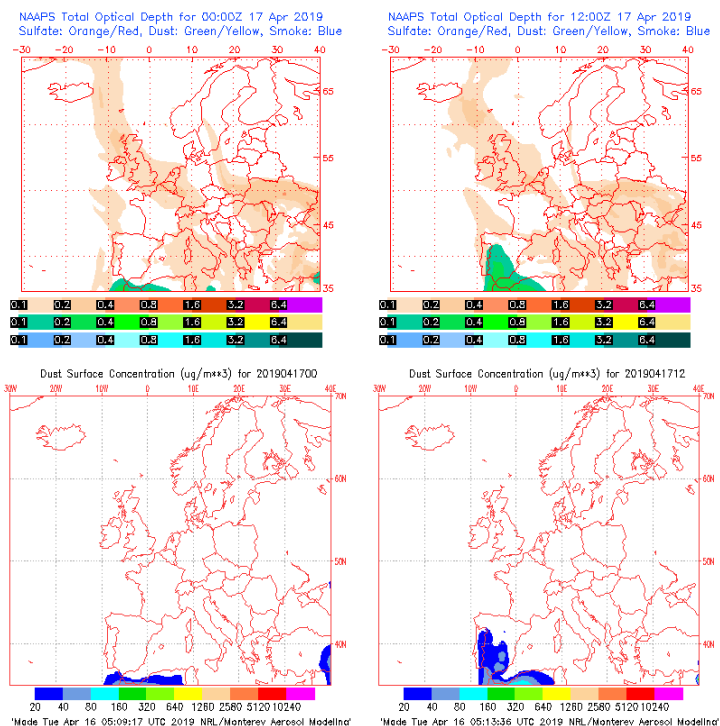 NAAPS Total Optical Depth for 00:00Z 17 Apr 2019
Sulfate: Orange/Red, Dust: Green/Yellow, Smoke: Blue
-30 -20 -10 0 10 20 30 40
65
55
45
35
0.1 0.2 0.4 0.8 1.6 3.2 6.4
0.1 0.2 0.4 0.8 1.6 3.2 6.4
0.1 0.2 0.4 0.8 1.6 3.2 6.4
NAAPS Total Optical Depth for 12:00Z 17 Apr 2019
Sulfate: Orange/Red, Dust: Green/Yellow, Smoke: Blue
-30 -20 -10 0 10 20 30 40
65
55
45
35
0.1 0.2 0.4 0.8 1.6 3.2 6.4
0.1 0.2 0.4 0.8 1.6 3.2 6.4
0.1 0.2 0.4 0.8 1.6 3.2 6.4
Dust Surface Concentration (ug/m**3) for 2019041700
30W 20W 10W 0 10E 20E 30E 40E
70N
60N
50N
40N
20 40 80 160 320 640 1280 2560 5120 10240
'Made Tue Apr 16 05:09:17 UTC 2019 NRL/Monterey Aerosol Modeling'
Dust Surface Concentration (ug/m**3) for 2019041712
30W 20W 10W 0 10E 20E 30E 40E
70N
60N
50N
40N
20 40 80 160 320 640 1280 2560 5120 10240
'Made Tue Apr 16 05:13:36 UTC 2019 NRL/Monterey Aerosol Modeling'